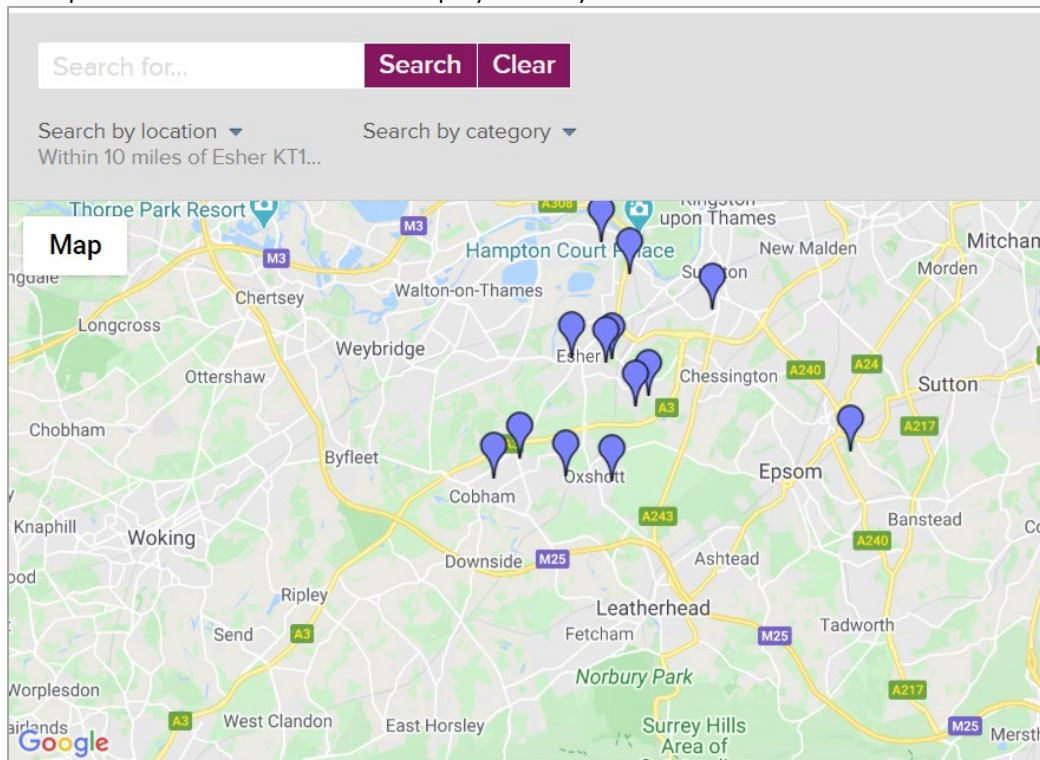 Search for... Search Clear
Search by location Search by category
Within 10 miles of Esher KT1...
Thorpe Park Resort
A308
Kingston
upon Thames
Map
M3
Hampton Court Palace
New Malden
Mitcham
M3
Surbiton
Morden
Chertsey
Walton-on-Thames
Longcross
Weybridge
Esher
A240
A24
Ottershaw
Chessington
Sutton
A3
Chobham
A217
Byfleet
Oxshott
Epsom
Cobham
Knaphill
Woking
A243
Banstead
A240
Downside
M25
Ashtead
Ripley
Leatherhead
Send
A3
Fetcham
M25
Tadworth
Norbury Park
Worplesdon
A217
A3
West Clandon
East Horsley
Surrey Hills
Area of
M25
Google